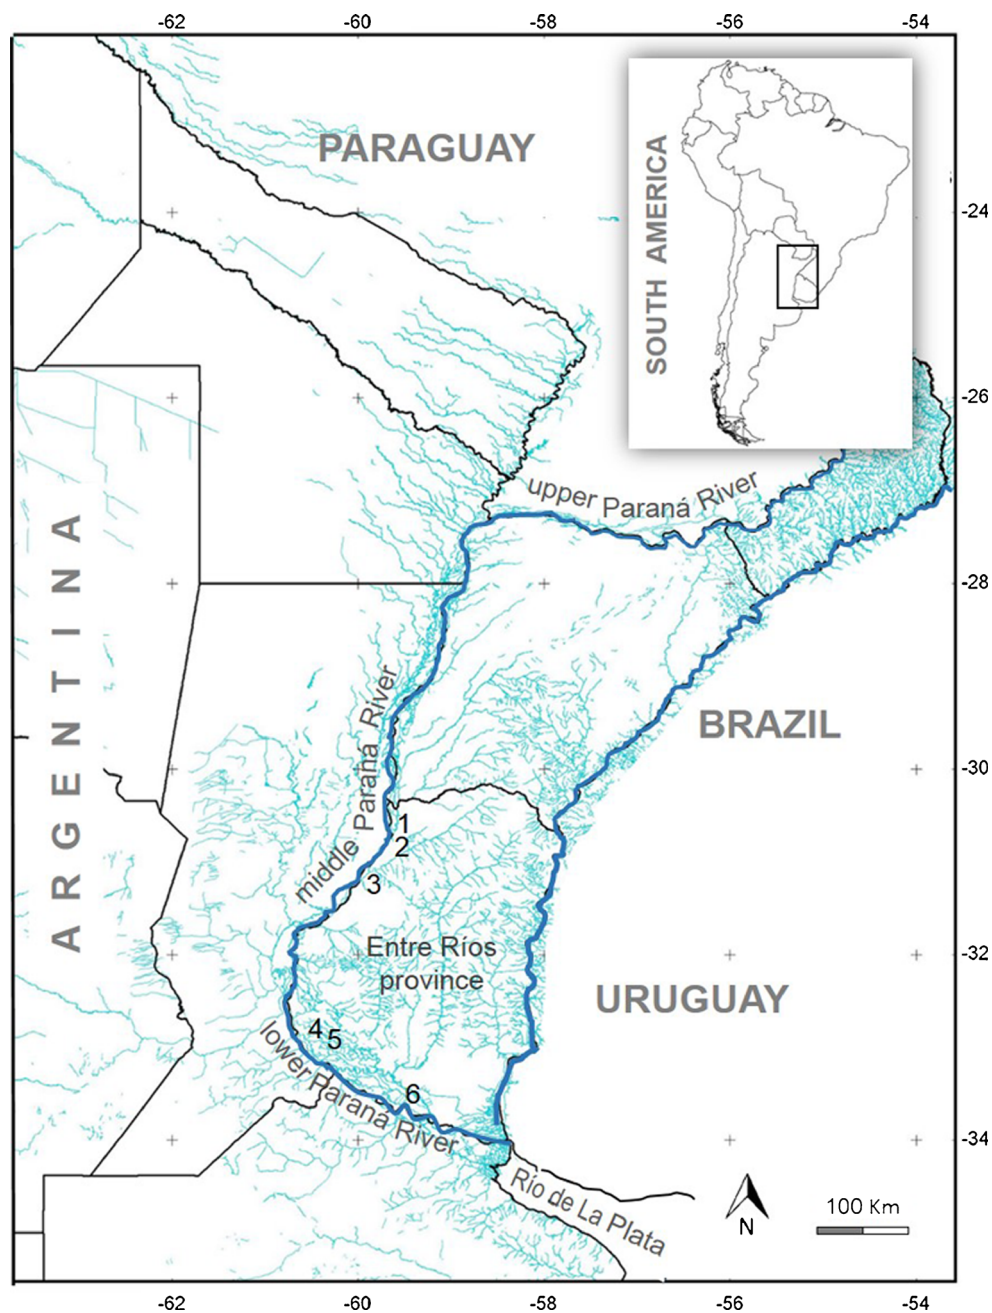 -62 -60 -58 -56 -54
PARAGUAY
SOUTH AMERICA
-24
-26
upper Paraná River
ARGENTINA
-28
middle Paraná River
BRAZIL
-30
1
2
3
Entre Ríos
province
-32
URUGUAY
4
5
lower Paraná River
6
-34
Río de La Plata
N
100 Km
-62 -60 -58 -56 -54